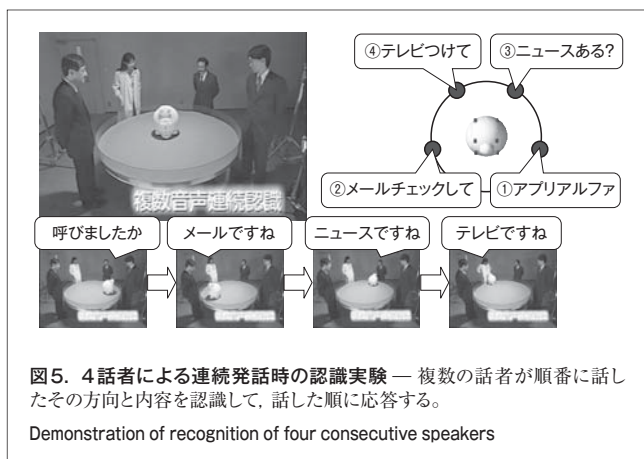 ④テレビつけて
③ニュースある?
②メールチェックして
①アプリアルファ
複数音声連続認識
呼びましたか
メールですね
ニュースですね
テレビですね
図5. 4話者による連続発話時の認識実験 — 複数の話者が順番に話し
たその方向と内容を認識して, 話した順に応答する。
Demonstration of recognition of four consecutive speakers